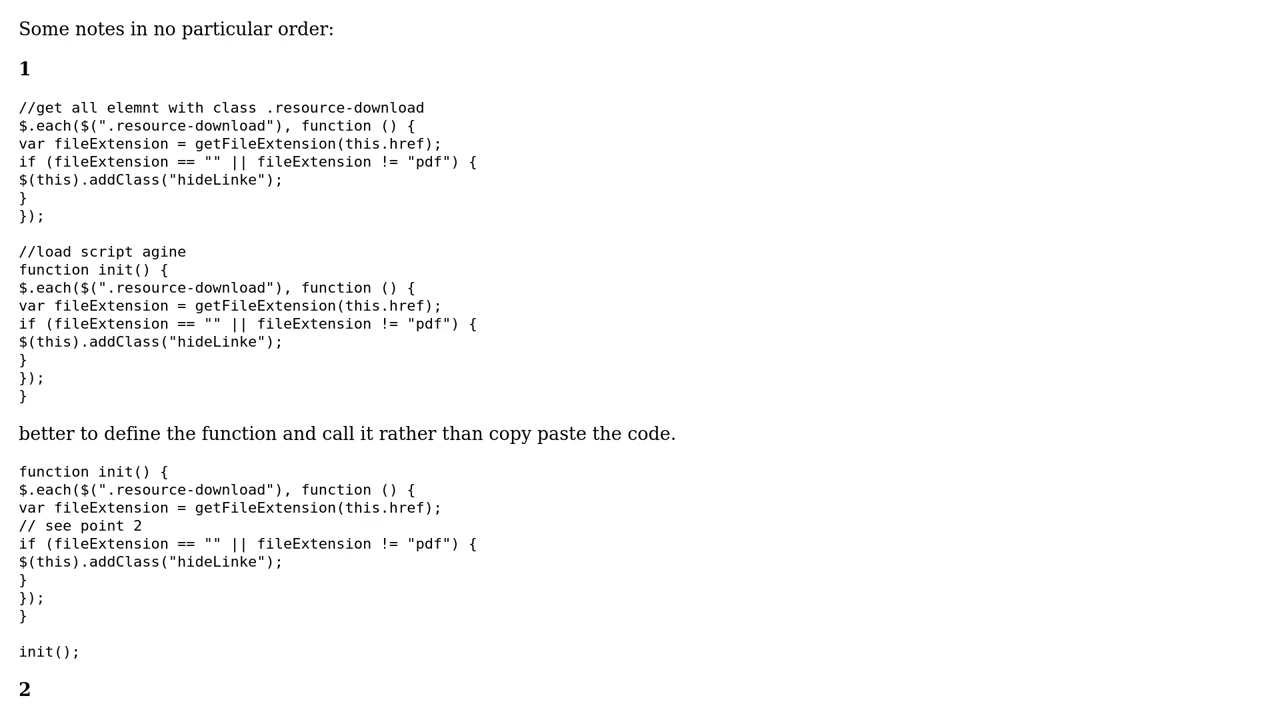 Some notes in no particular order:
1
//get all elemnt with class .resource-download
$.each($(".resource-download"), function () {
var fileExtension = getFileExtension(this.href);
if (fileExtension == "" || fileExtension != "pdf") {
$(this).addClass("hideLinke");
}
});

//load script agine
function init() {
$.each($(".resource-download"), function () {
var fileExtension = getFileExtension(this.href);
if (fileExtension == "" || fileExtension != "pdf") {
$(this).addClass("hideLinke");
}
});
}
better to define the function and call it rather than copy paste the code.
function init() {
$.each($(".resource-download"), function () {
var fileExtension = getFileExtension(this.href);
// see point 2
if (fileExtension == "" || fileExtension != "pdf") {
$(this).addClass("hideLinke");
}
});
}

init();
2